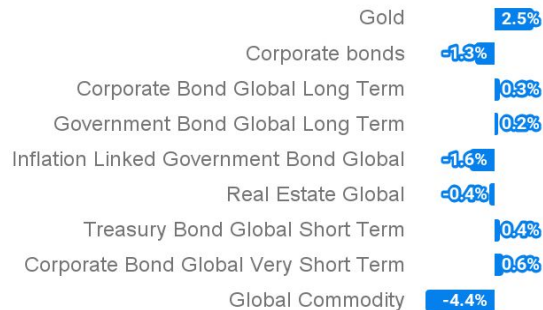 Gold 2.5%
Corporate bonds -1.3%
Corporate Bond Global Long Term 0.3%
Government Bond Global Long Term 0.2%
Inflation Linked Government Bond Global -1.6%
Real Estate Global -0.4%
Treasury Bond Global Short Term 0.4%
Corporate Bond Global Very Short Term 0.6%
Global Commodity -4.4%